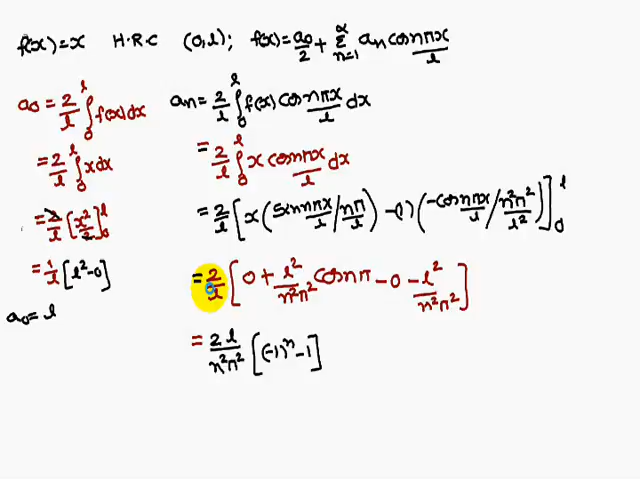 f(x)=x H.R.C (0,l); f(x)=a₀/2 + ∑_{n=1}^{∞} aₙ cos nπx/l
a₀ = 2/l ∫₀^l f(x)dx
= 2/l ∫₀^l x dx
= 2/l [x²/2]₀^l
= 1/l [l²-0]
a₀ = l
aₙ = 2/l ∫₀^l f(x) cos nπx/l dx
= 2/l ∫₀^l x cos nπx/l dx
= 2/l [x (sin nπx/l / nπ/l) - (1) (-cos nπx/l / n²π²/l²)]₀^l
= 2/l [0 + l²/n²π² cos nπ - 0 - l²/n²π²]
= 2l/n²π² [(-1)ⁿ - 1]